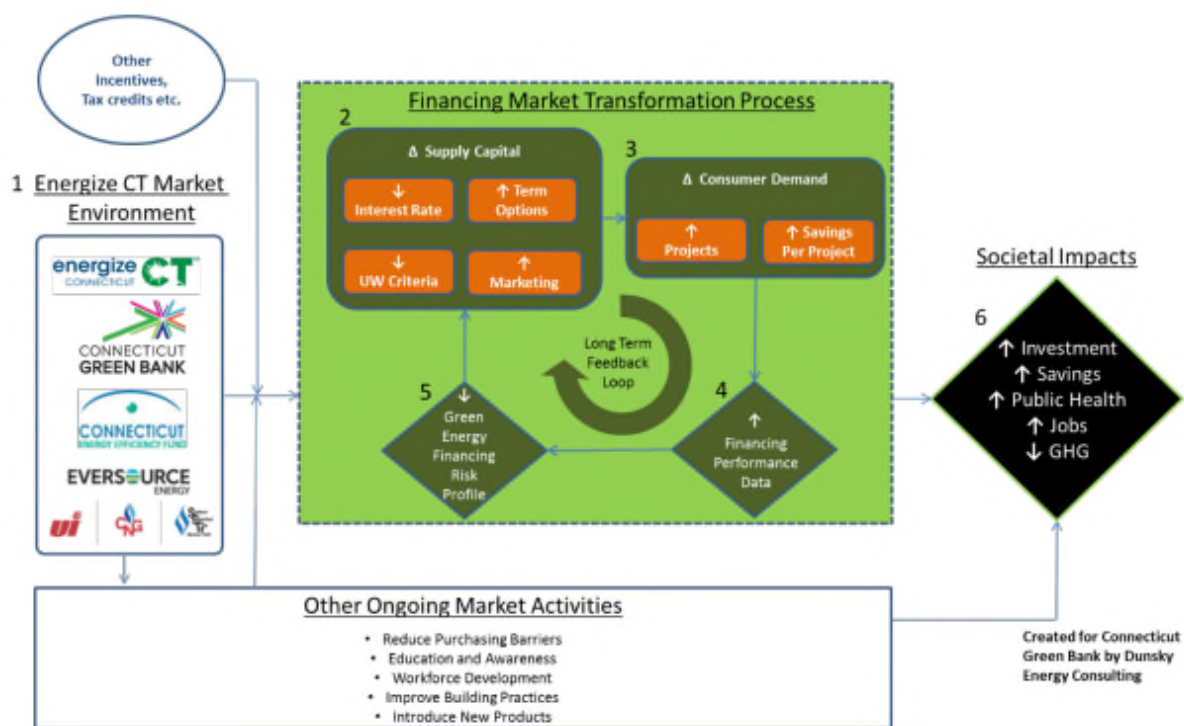 Other
Incentives,
Tax credits etc.
1 Energize CT Market
Environment
energize CT
CONNECTICUT
CONNECTICUT
GREEN BANK
CONNECTICUT
ENERGY EFFICIENCY FUND
EVERSOURCE
ENERGY
ui
CNG
Financing Market Transformation Process
2
Δ Supply Capital
↓
Interest Rate
↑ Term
Options
↓
UW Criteria
↑
Marketing
3
Δ Consumer Demand
↑
Projects
↑ Savings
Per Project
Long Term
Feedback
Loop
4
↑
Financing
Performance
Data
5
↓
Green
Energy
Financing
Risk
Profile
Societal Impacts
6
↑ Investment
↑ Savings
↑ Public Health
↑ Jobs
↓ GHG
Other Ongoing Market Activities
• Reduce Purchasing Barriers
• Education and Awareness
• Workforce Development
• Improve Building Practices
• Introduce New Products
Created for Connecticut
Green Bank by Dunsky
Energy Consulting